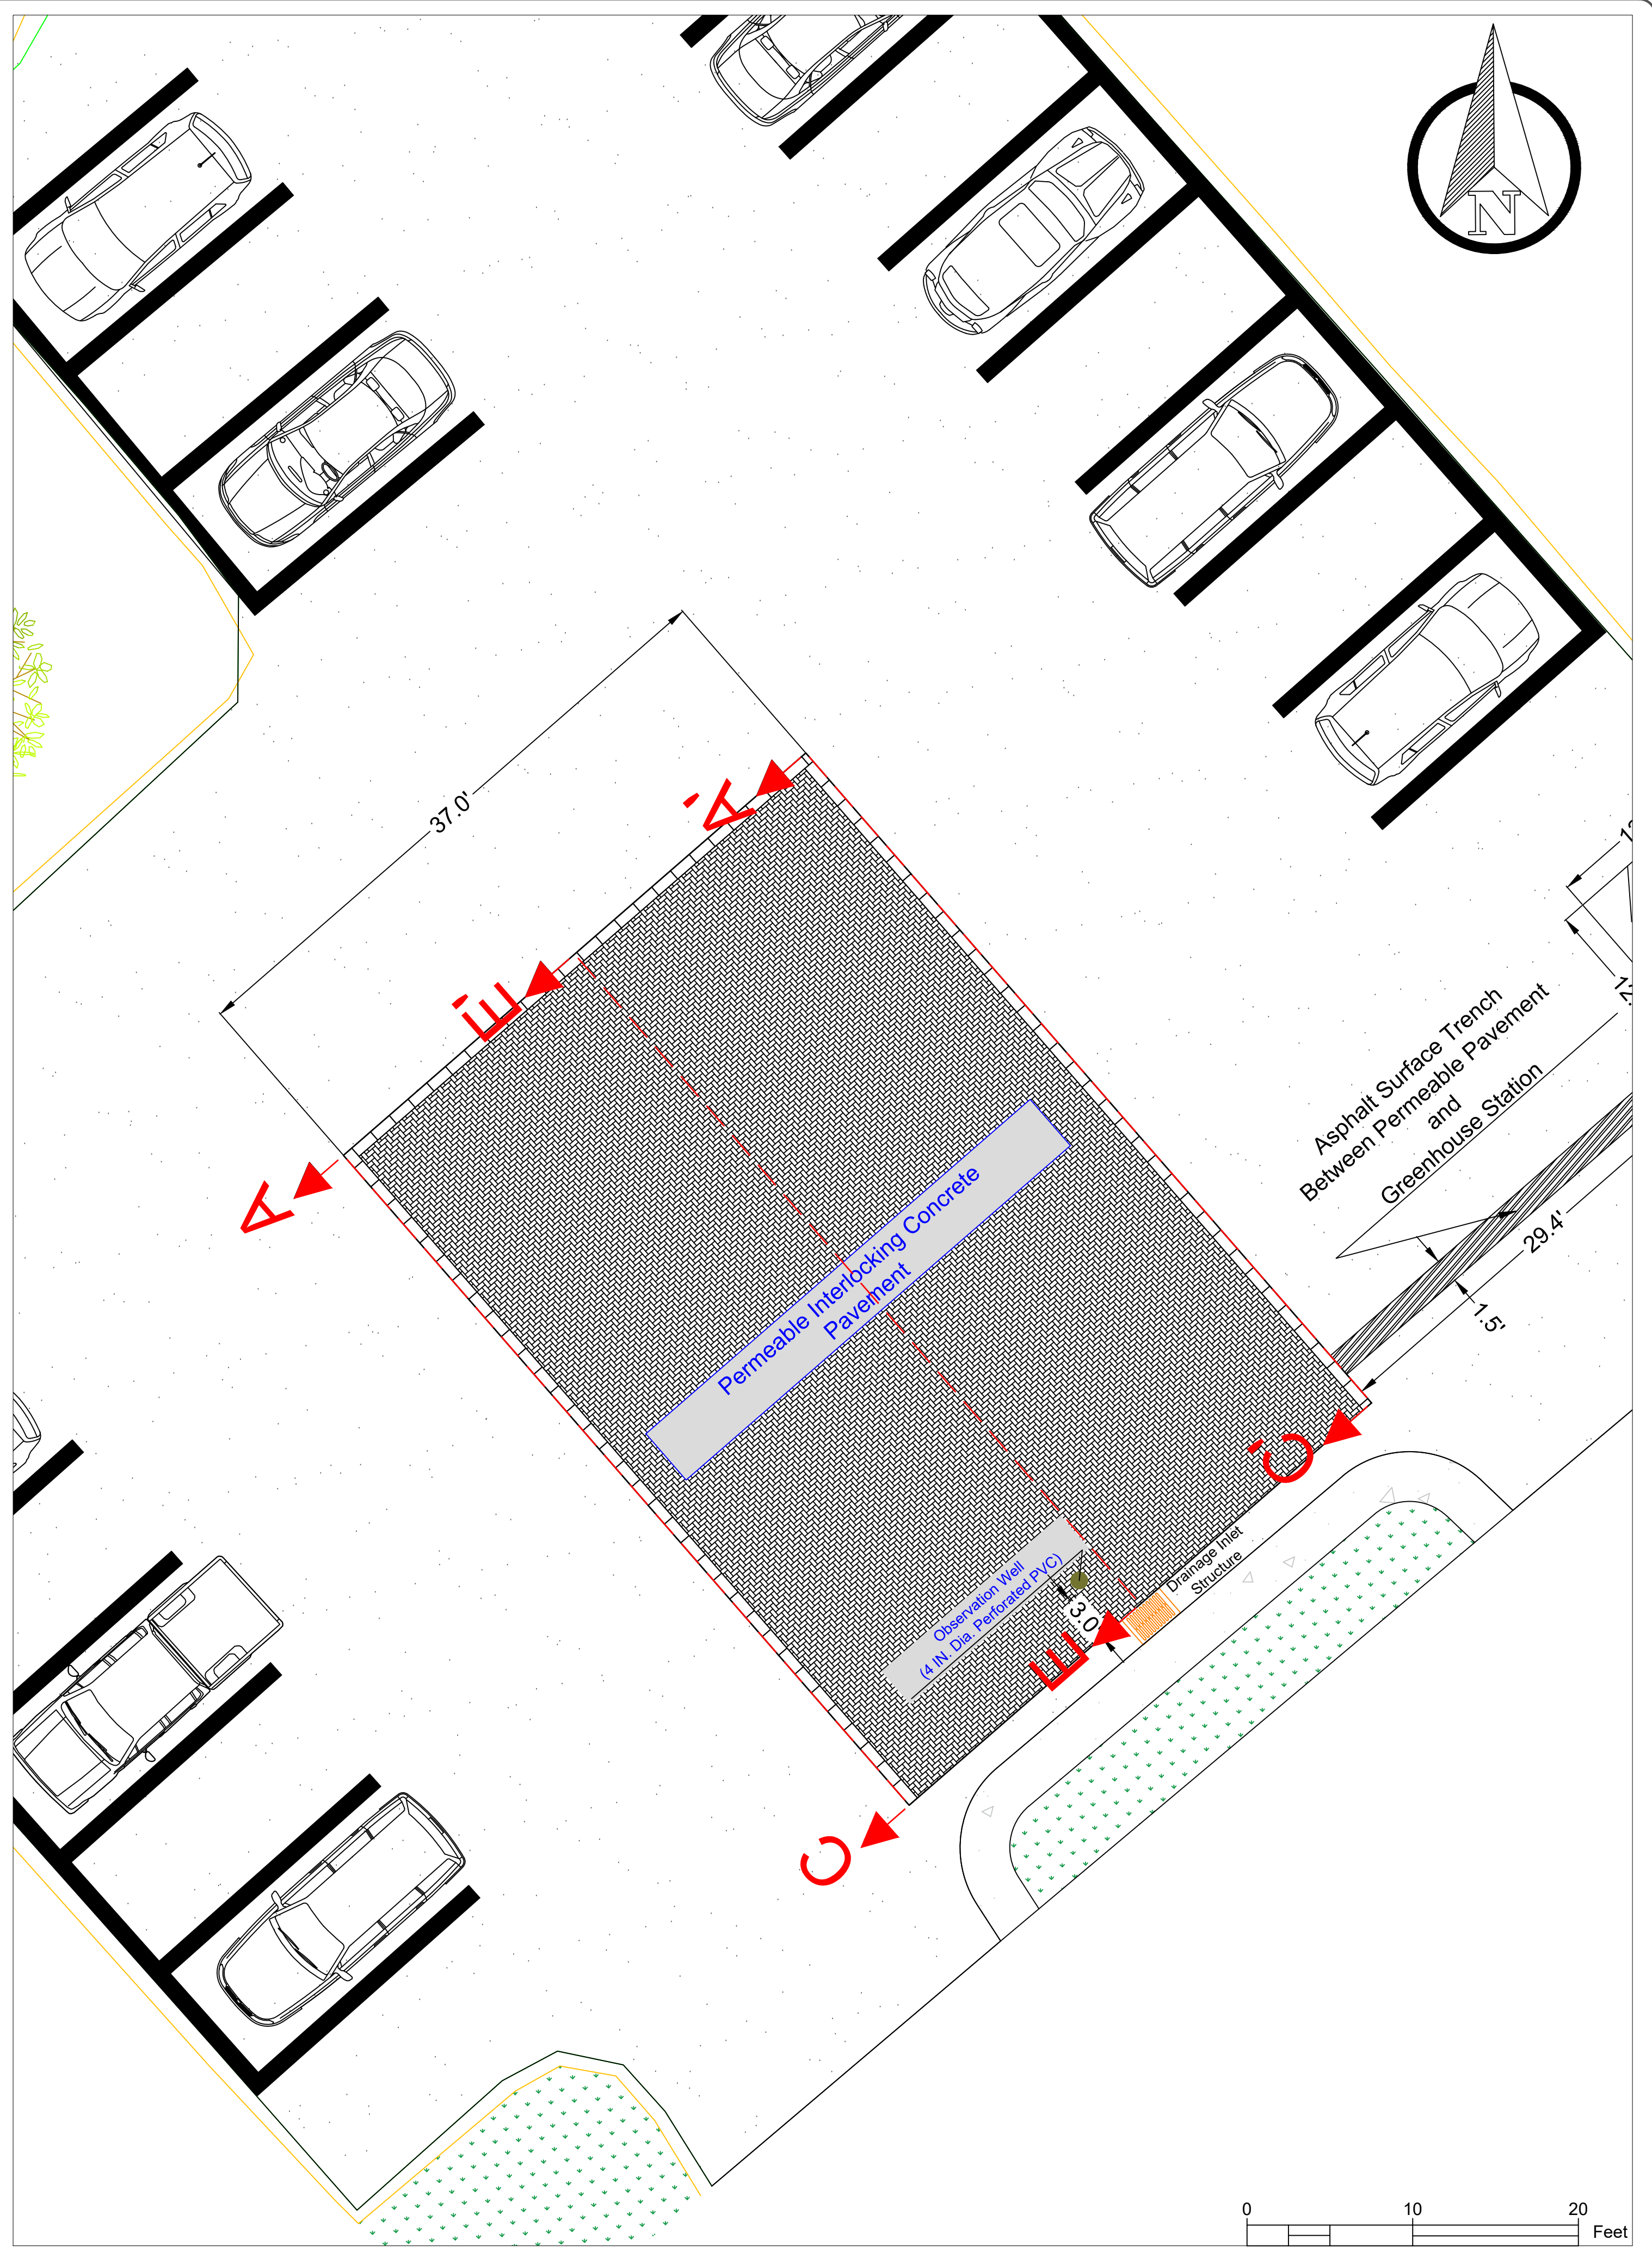 N
37.0'
A'
E'
A
Asphalt Surface Trench
Between Permeable Pavement
and
Greenhouse Station
29.4'
1.5'
Permeable Interlocking Concrete
Pavement
C'
Drainage Inlet
Structure
Observation Well
(4 IN. Dia. Perforated PVC)
3.0
E
C
0 10 20
Feet